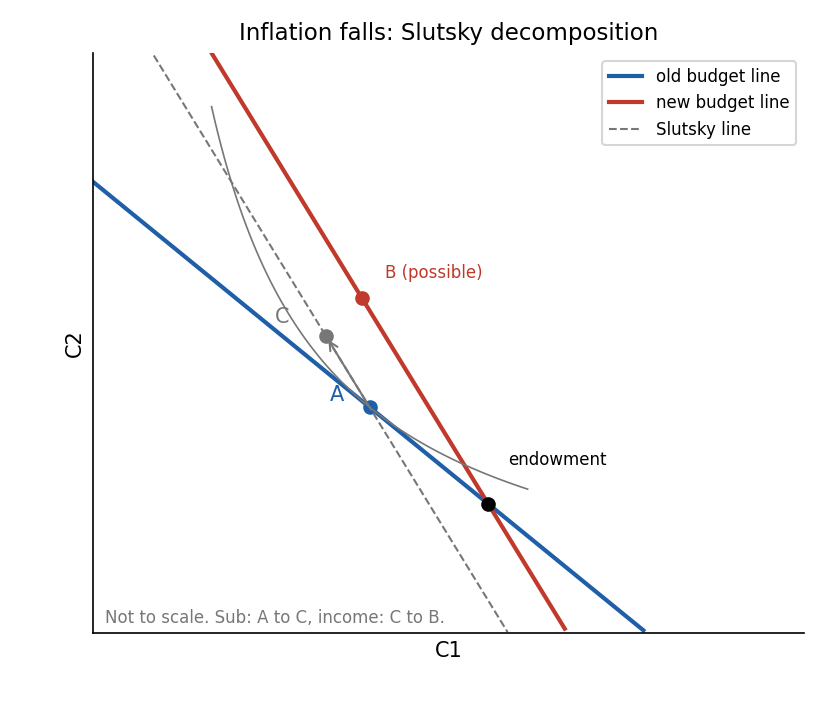 Inflation falls: Slutsky decomposition
old budget line
new budget line
Slutsky line
B (possible)
C
C2
A
endowment
Not to scale. Sub: A to C, income: C to B.
C1